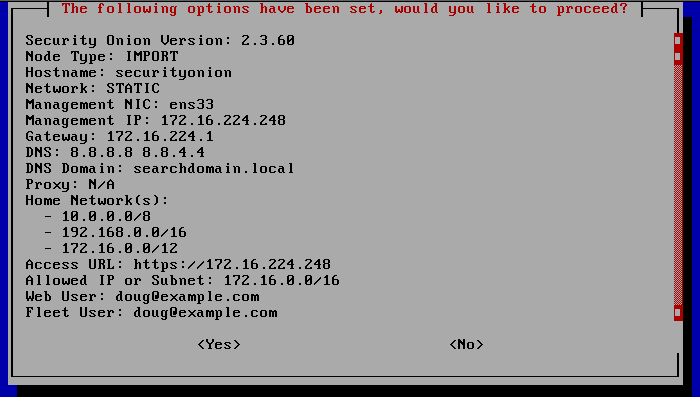 The following options have been set, would you like to proceed?
Security Onion Version: 2.3.60
Node Type: IMPORT
Hostname: securityonion
Network: STATIC
Management NIC: ens33
Management IP: 172.16.224.248
Gateway: 172.16.224.1
DNS: 8.8.8.8 8.8.4.4
DNS Domain: searchdomain.local
Proxy: N/A
Home Network(s):
- 10.0.0.0/8
- 192.168.0.0/16
- 172.16.0.0/12
Access URL: https://172.16.224.248
Allowed IP or Subnet: 172.16.0.0/16
Web User: doug@example.com
Fleet User: doug@example.com
<Yes> <No>